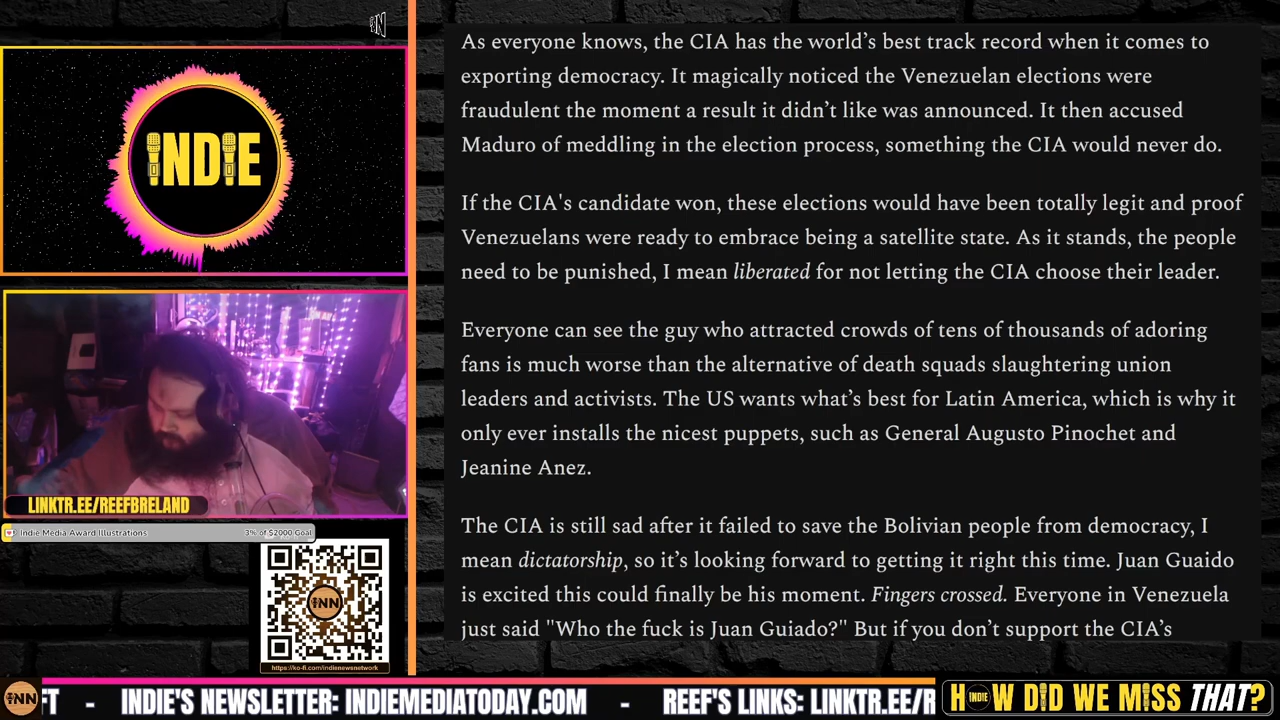 INDIE
LINKTR.EE/REEFBRELAND
Indie Media Award Illustrations 3% of $2000 Goal
INN
https://ko-fi.com/indienewsnetwork
As everyone knows, the CIA has the world’s best track record when it comes to
exporting democracy. It magically noticed the Venezuelan elections were
fraudulent the moment a result it didn’t like was announced. It then accused
Maduro of meddling in the election process, something the CIA would never do.
If the CIA's candidate won, these elections would have been totally legit and proof
Venezuelans were ready to embrace being a satellite state. As it stands, the people
need to be punished, I mean liberated for not letting the CIA choose their leader.
Everyone can see the guy who attracted crowds of tens of thousands of adoring
fans is much worse than the alternative of death squads slaughtering union
leaders and activists. The US wants what’s best for Latin America, which is why it
only ever installs the nicest puppets, such as General Augusto Pinochet and
Jeanine Anez.
The CIA is still sad after it failed to save the Bolivian people from democracy, I
mean dictatorship, so it’s looking forward to getting it right this time. Juan Guaido
is excited this could finally be his moment. Fingers crossed. Everyone in Venezuela
just said "Who the fuck is Juan Guiado?" But if you don’t support the CIA’s
INN FT - INDIE'S NEWSLETTER: INDIEMEDIATODAY.COM - REEF'S LINKS: LINKTR.EE/R
HOW DID WE MISS THAT?